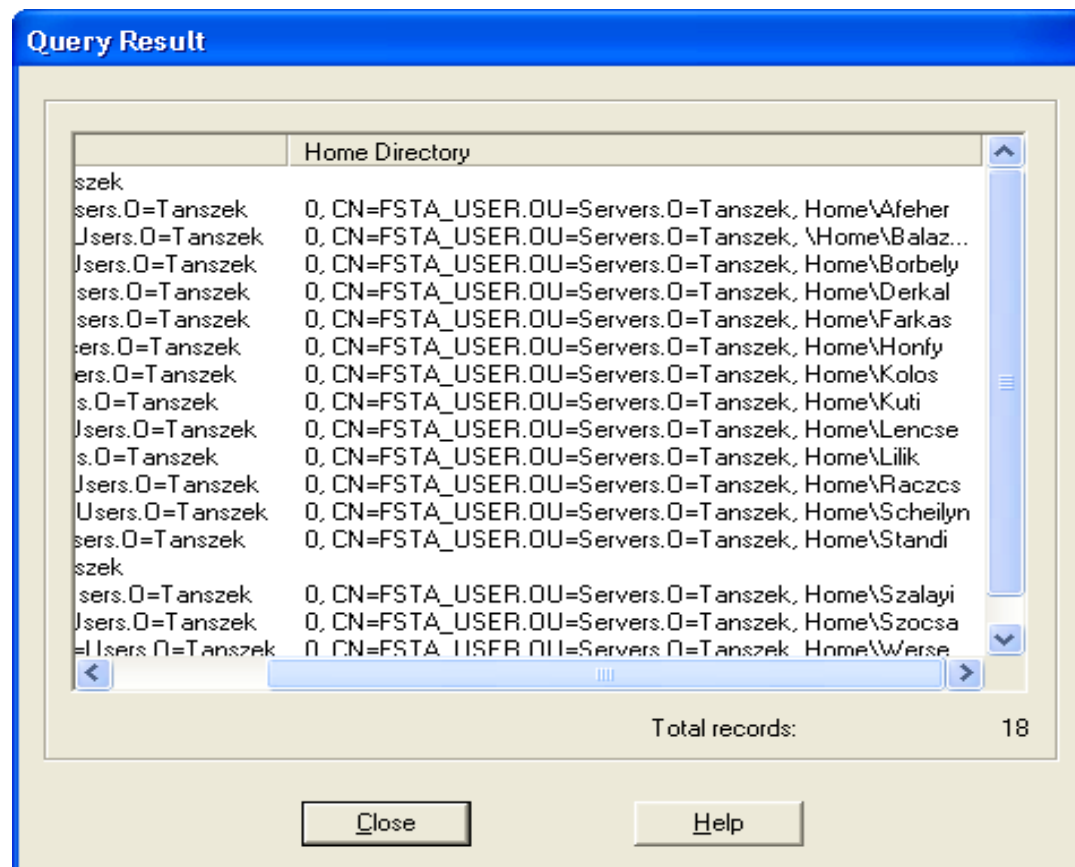 Query Result
Home Directory
szek
sers.O=Tanszek 0, CN=FSTA_USER.OU=Servers.O=Tanszek, Home\Afeher
Users.O=Tanszek 0, CN=FSTA_USER.OU=Servers.O=Tanszek, \Home\Balaz...
Users.O=Tanszek 0, CN=FSTA_USER.OU=Servers.O=Tanszek, Home\Borbely
sers.O=Tanszek 0, CN=FSTA_USER.OU=Servers.O=Tanszek, Home\Derkal
sers.O=Tanszek 0, CN=FSTA_USER.OU=Servers.O=Tanszek, Home\Farkas
ers.O=Tanszek 0, CN=FSTA_USER.OU=Servers.O=Tanszek, Home\Honfy
ers.O=Tanszek 0, CN=FSTA_USER.OU=Servers.O=Tanszek, Home\Kolos
s.O=Tanszek 0, CN=FSTA_USER.OU=Servers.O=Tanszek, Home\Kuti
Users.O=Tanszek 0, CN=FSTA_USER.OU=Servers.O=Tanszek, Home\Lencse
s.O=Tanszek 0, CN=FSTA_USER.OU=Servers.O=Tanszek, Home\Lilik
Users.O=Tanszek 0, CN=FSTA_USER.OU=Servers.O=Tanszek, Home\Raczcs
Users.O=Tanszek 0, CN=FSTA_USER.OU=Servers.O=Tanszek, Home\Scheilyn
sers.O=Tanszek 0, CN=FSTA_USER.OU=Servers.O=Tanszek, Home\Standi
szek
sers.O=Tanszek 0, CN=FSTA_USER.OU=Servers.O=Tanszek, Home\Szalayi
Users.O=Tanszek 0, CN=FSTA_USER.OU=Servers.O=Tanszek, Home\Szocsa
=Users.O=Tanszek 0, CN=FSTA_USER.OU=Servers.O=Tanszek, Home\Werse
Total records: 18
Close Help